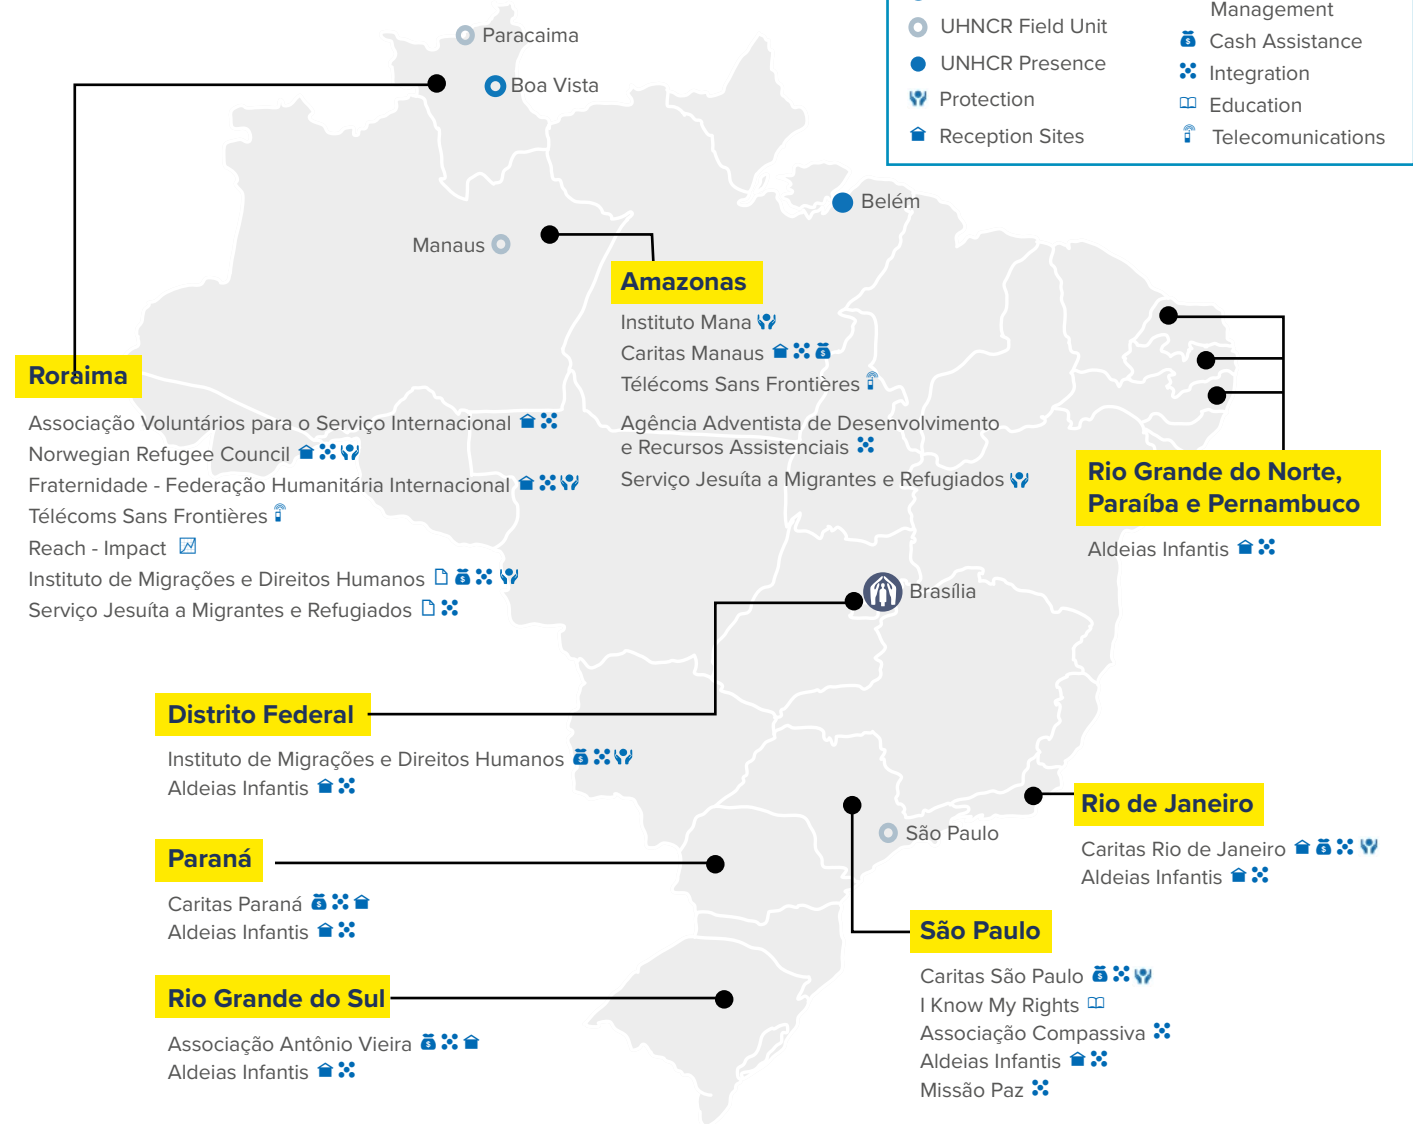 Management
UHNCR Field Unit
Cash Assistance
UNHCR Presence
Integration
Protection
Education
Reception Sites
Telecomunications
Paracaima
Boa Vista
Belém
Manaus
Amazonas
Instituto Mana
Caritas Manaus
Télécoms Sans Frontières
Agência Adventista de Desenvolvimento
e Recursos Assistenciais
Serviço Jesuíta a Migrantes e Refugiados
Roraima
Associação Voluntários para o Serviço Internacional
Norwegian Refugee Council
Fraternidade - Federação Humanitária Internacional
Télécoms Sans Frontières
Reach - Impact
Instituto de Migrações e Direitos Humanos
Serviço Jesuíta a Migrantes e Refugiados
Rio Grande do Norte,
Paraíba e Pernambuco
Aldeias Infantis
Brasília
Distrito Federal
Instituto de Migrações e Direitos Humanos
Aldeias Infantis
Rio de Janeiro
Caritas Rio de Janeiro
Aldeias Infantis
São Paulo
Paraná
Caritas Paraná
Aldeias Infantis
São Paulo
Caritas São Paulo
I Know My Rights
Associação Compassiva
Aldeias Infantis
Missão Paz
Rio Grande do Sul
Associação Antônio Vieira
Aldeias Infantis